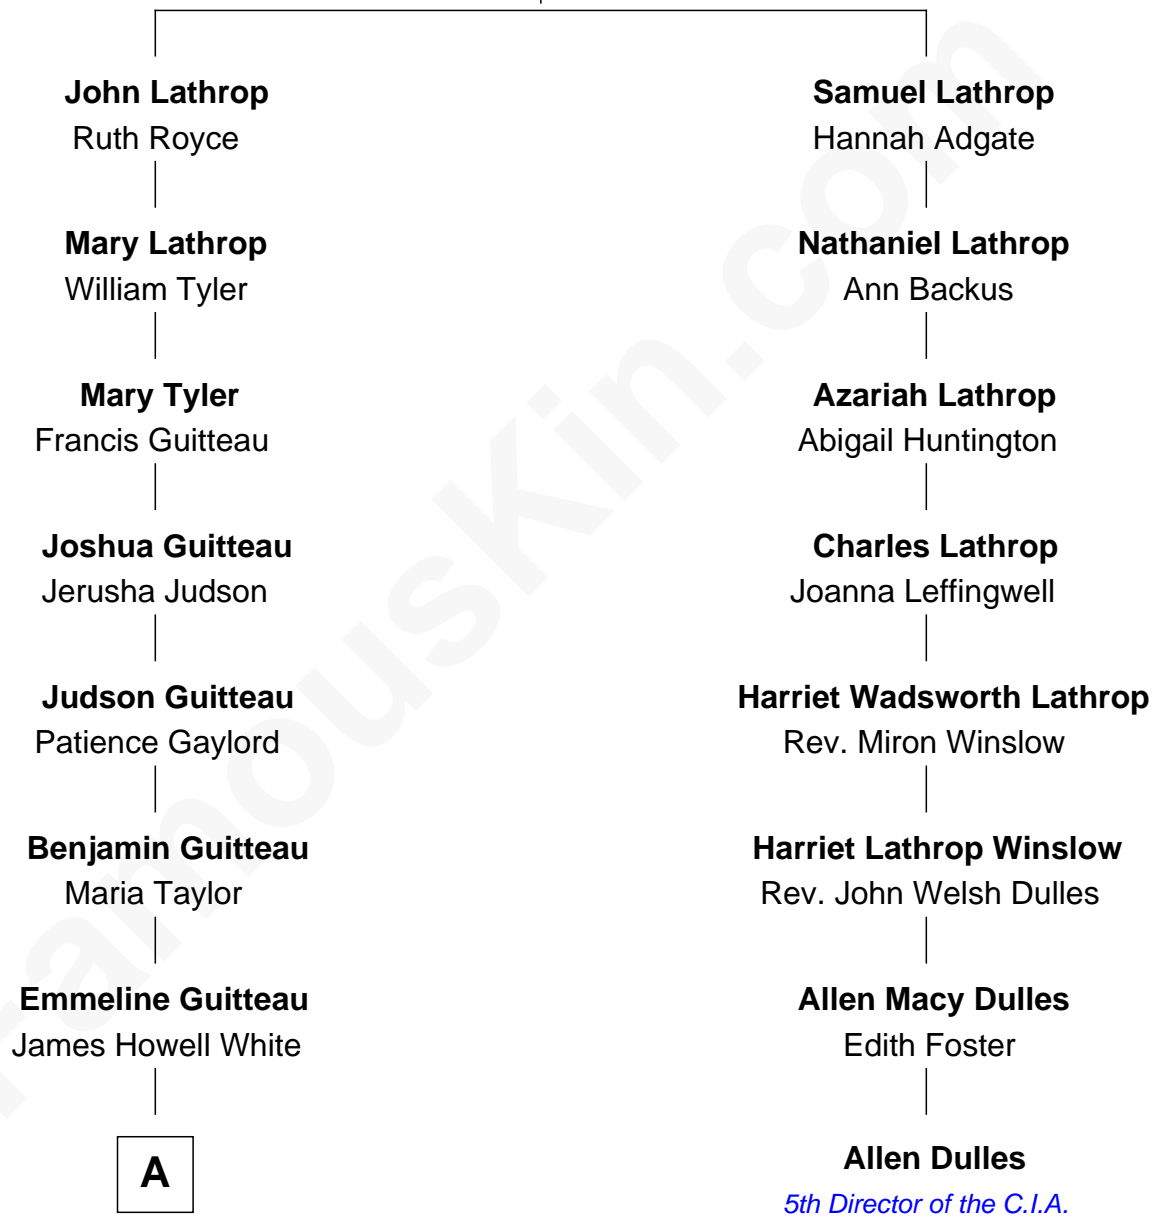 John Lathrop
Ruth Royce
Mary Lathrop
William Tyler
Mary Tyler
Francis Guitteau
Joshua Guitteau
Jerusha Judson
Judson Guitteau
Patience Gaylord
Benjamin Guitteau
Maria Taylor
Emmeline Guitteau
James Howell White
A
Samuel Lathrop
Hannah Adgate
Nathaniel Lathrop
Ann Backus
Azariah Lathrop
Abigail Huntington
Charles Lathrop
Joanna Leffingwell
Harriet Wadsworth Lathrop
Rev. Miron Winslow
Harriet Lathrop Winslow
Rev. John Welsh Dulles
Allen Macy Dulles
Edith Foster
Allen Dulles
5th Director of the C.I.A.
FamousKin.com